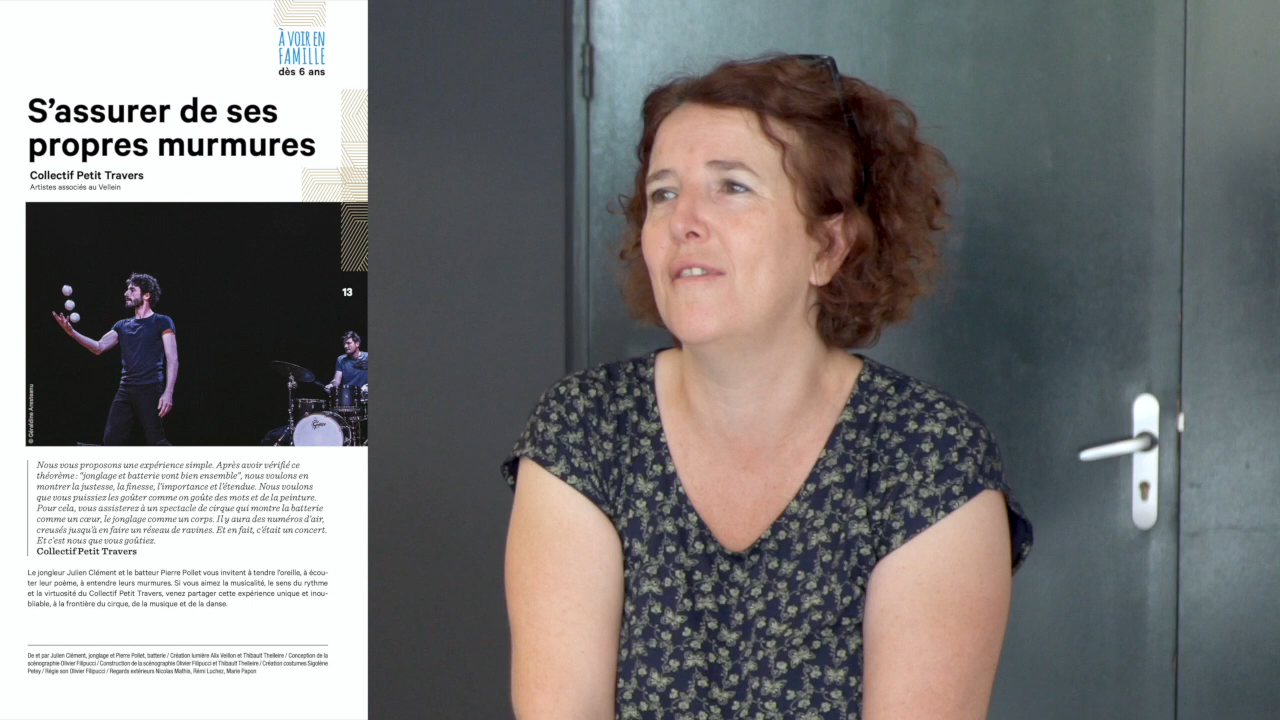 À VOIR EN
FAMILLE
dès 6 ans
S'assurer de ses
propres murmures
Collectif Petit Travers
Artistes associés au Vellein
13
© Géraldine Aresteanu
Nous vous proposons une expérience simple. Après avoir vérifié ce
théorème : "jonglage et batterie vont bien ensemble", nous voulons en
montrer la justesse, la finesse, l'importance et l'étendue. Nous voulons
que vous puissiez les goûter comme on goûte des mots et de la peinture.
Pour cela, vous assisterez à un spectacle de cirque qui montre la batterie
comme un cœur, le jonglage comme un corps. Il y aura des numéros d'air,
creusés jusqu'à en faire un réseau de ravines. Et en fait, c'était un concert.
Et c'est nous que vous goûtiez.
Collectif Petit Travers
Le jongleur Julien Clément et le batteur Pierre Pollet vous invitent à tendre l'oreille, à écou-
ter leur poème, à entendre leurs murmures. Si vous aimez la musicalité, le sens du rythme
et la virtuosité du Collectif Petit Travers, venez partager cette expérience unique et inou-
bliable, à la frontière du cirque, de la musique et de la danse.
De et par Julien Clément, jonglage et Pierre Pollet, batterie / Création lumière Alix Veillon et Thibault Thelleire / Conception de la
scénographie Olivier Filipucci / Construction de la scénographie Olivier Filipucci et Thibault Thelleire / Création costumes Sigolène
Petey / Régie son Olivier Filipucci / Regards extérieurs Nicolas Mathis, Rémi Luchez, Marie Papon